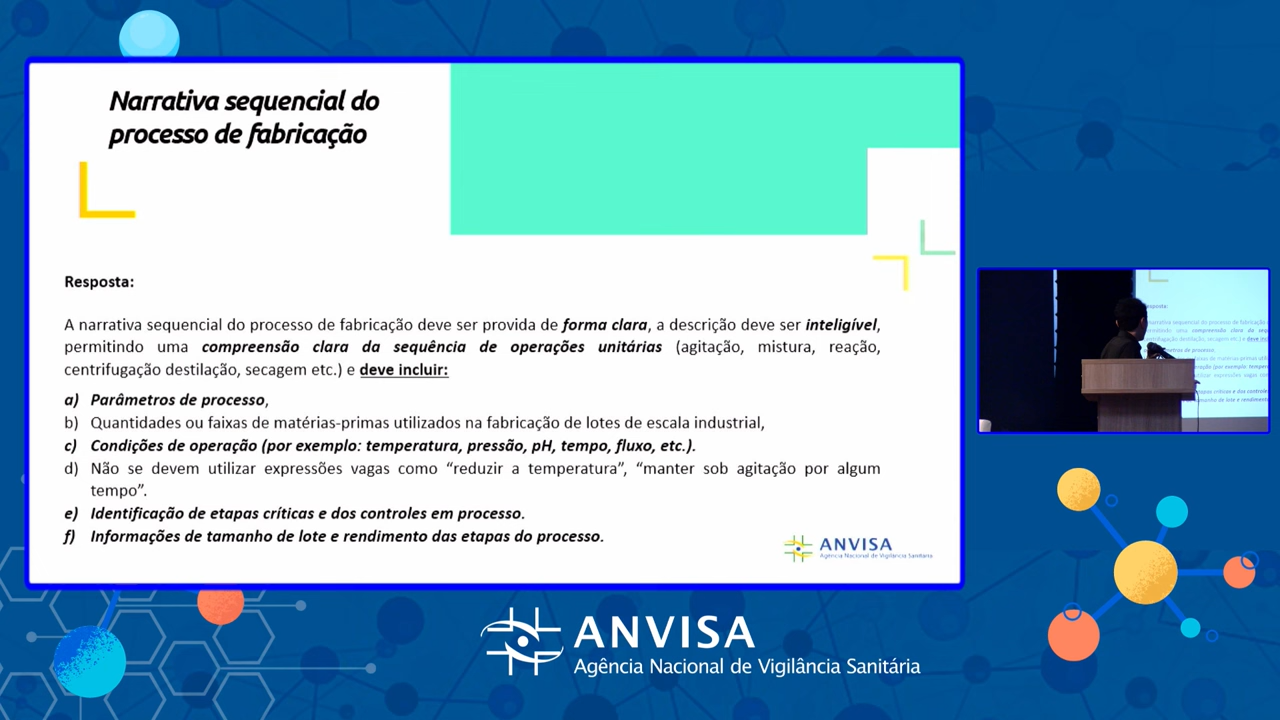 Narrativa sequencial do
processo de fabricação
Resposta:
A narrativa sequencial do processo de fabricação deve ser provida de forma clara, a descrição deve ser inteligível,
permitindo uma compreensão clara da sequência de operações unitárias (agitação, mistura, reação,
centrifugação destilação, secagem etc.) e deve incluir:
a) Parâmetros de processo,
b) Quantidades ou faixas de matérias-primas utilizados na fabricação de lotes de escala industrial,
c) Condições de operação (por exemplo: temperatura, pressão, pH, tempo, fluxo, etc.).
d) Não se devem utilizar expressões vagas como “reduzir a temperatura”, “manter sob agitação por algum
tempo”.
e) Identificação de etapas críticas e dos controles em processo.
f) Informações de tamanho de lote e rendimento das etapas do processo.
ANVISA
Agência Nacional de Vigilância Sanitária
ANVISA
Agência Nacional de Vigilância Sanitária